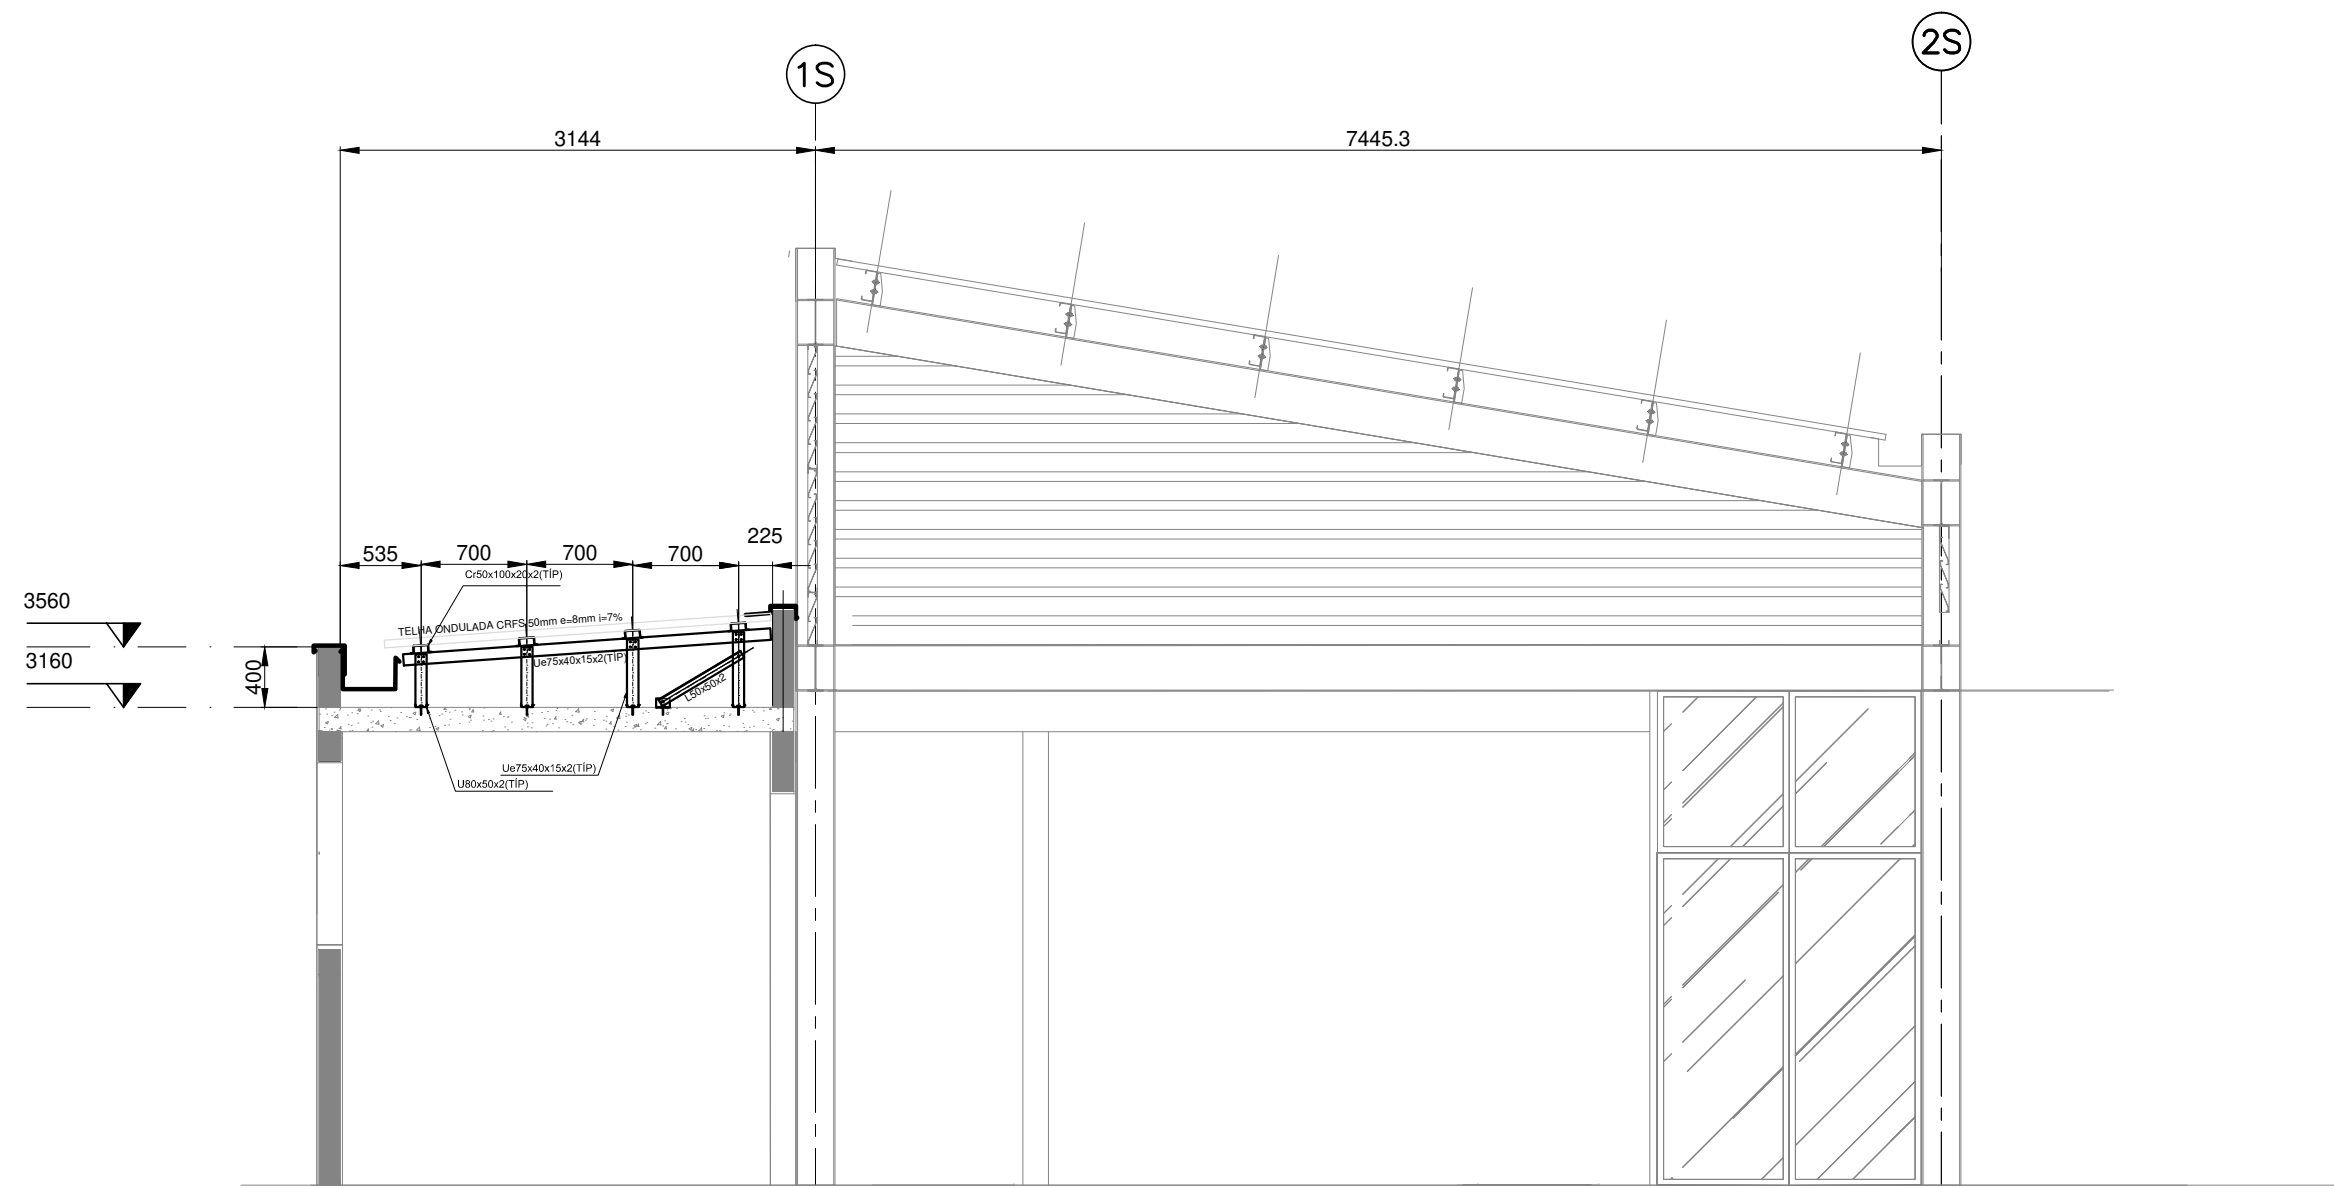 2S
1S
3144
7445.3
225
535
700
700
700
Cr50x100x20x2(TÍP)
3560
TELHA ONDULADA CRFS 50mm e=8mm i=7%
3160
400
Ue75x40x15x2(TÍP)
L50x50x2
Ue75x40x15x2(TÍP)
U80x50x2(TÍP)